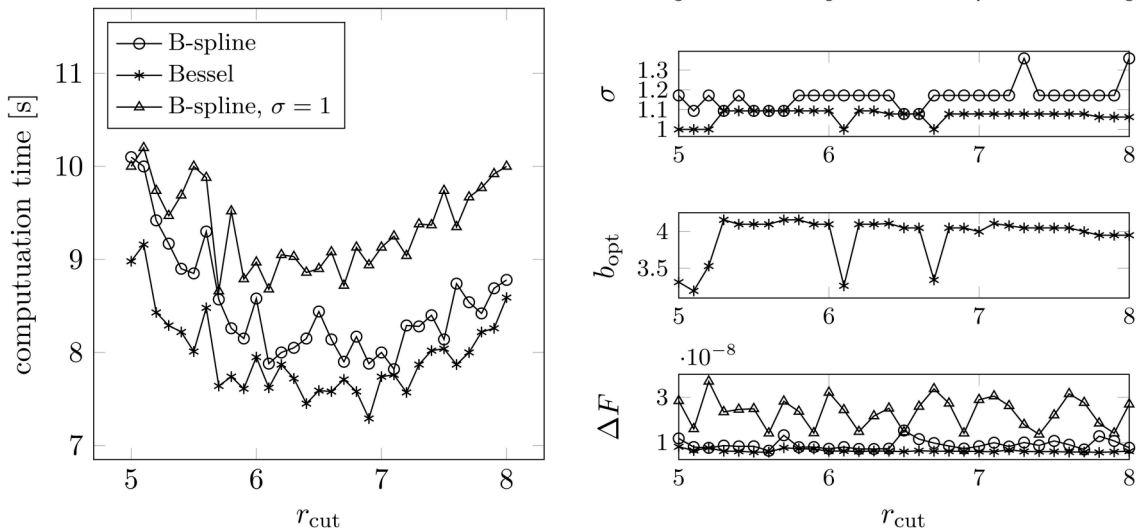 computuation time [s]
11
10
9
8
7
B-spline
Bessel
B-spline, σ = 1
5 6 7 8
r_cut
σ
1.3
1.2
1.1
1
5 6 7 8
b_opt
4
3.5
5 6 7 8
·10^−8
ΔF
3
1
5 6 7 8
r_cut